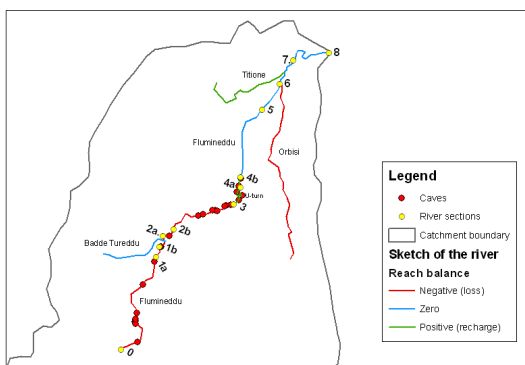 8
7
Titione
6
5
Flumineddu
Orbisi
4b
4a
U-turn
3
2a
2b
Badde Tureddu
1b
1a
Flumineddu
0
Legend
Caves
River sections
Catchment boundary
Sketch of the river
Reach balance
Negative (loss)
Zero
Positive (recharge)